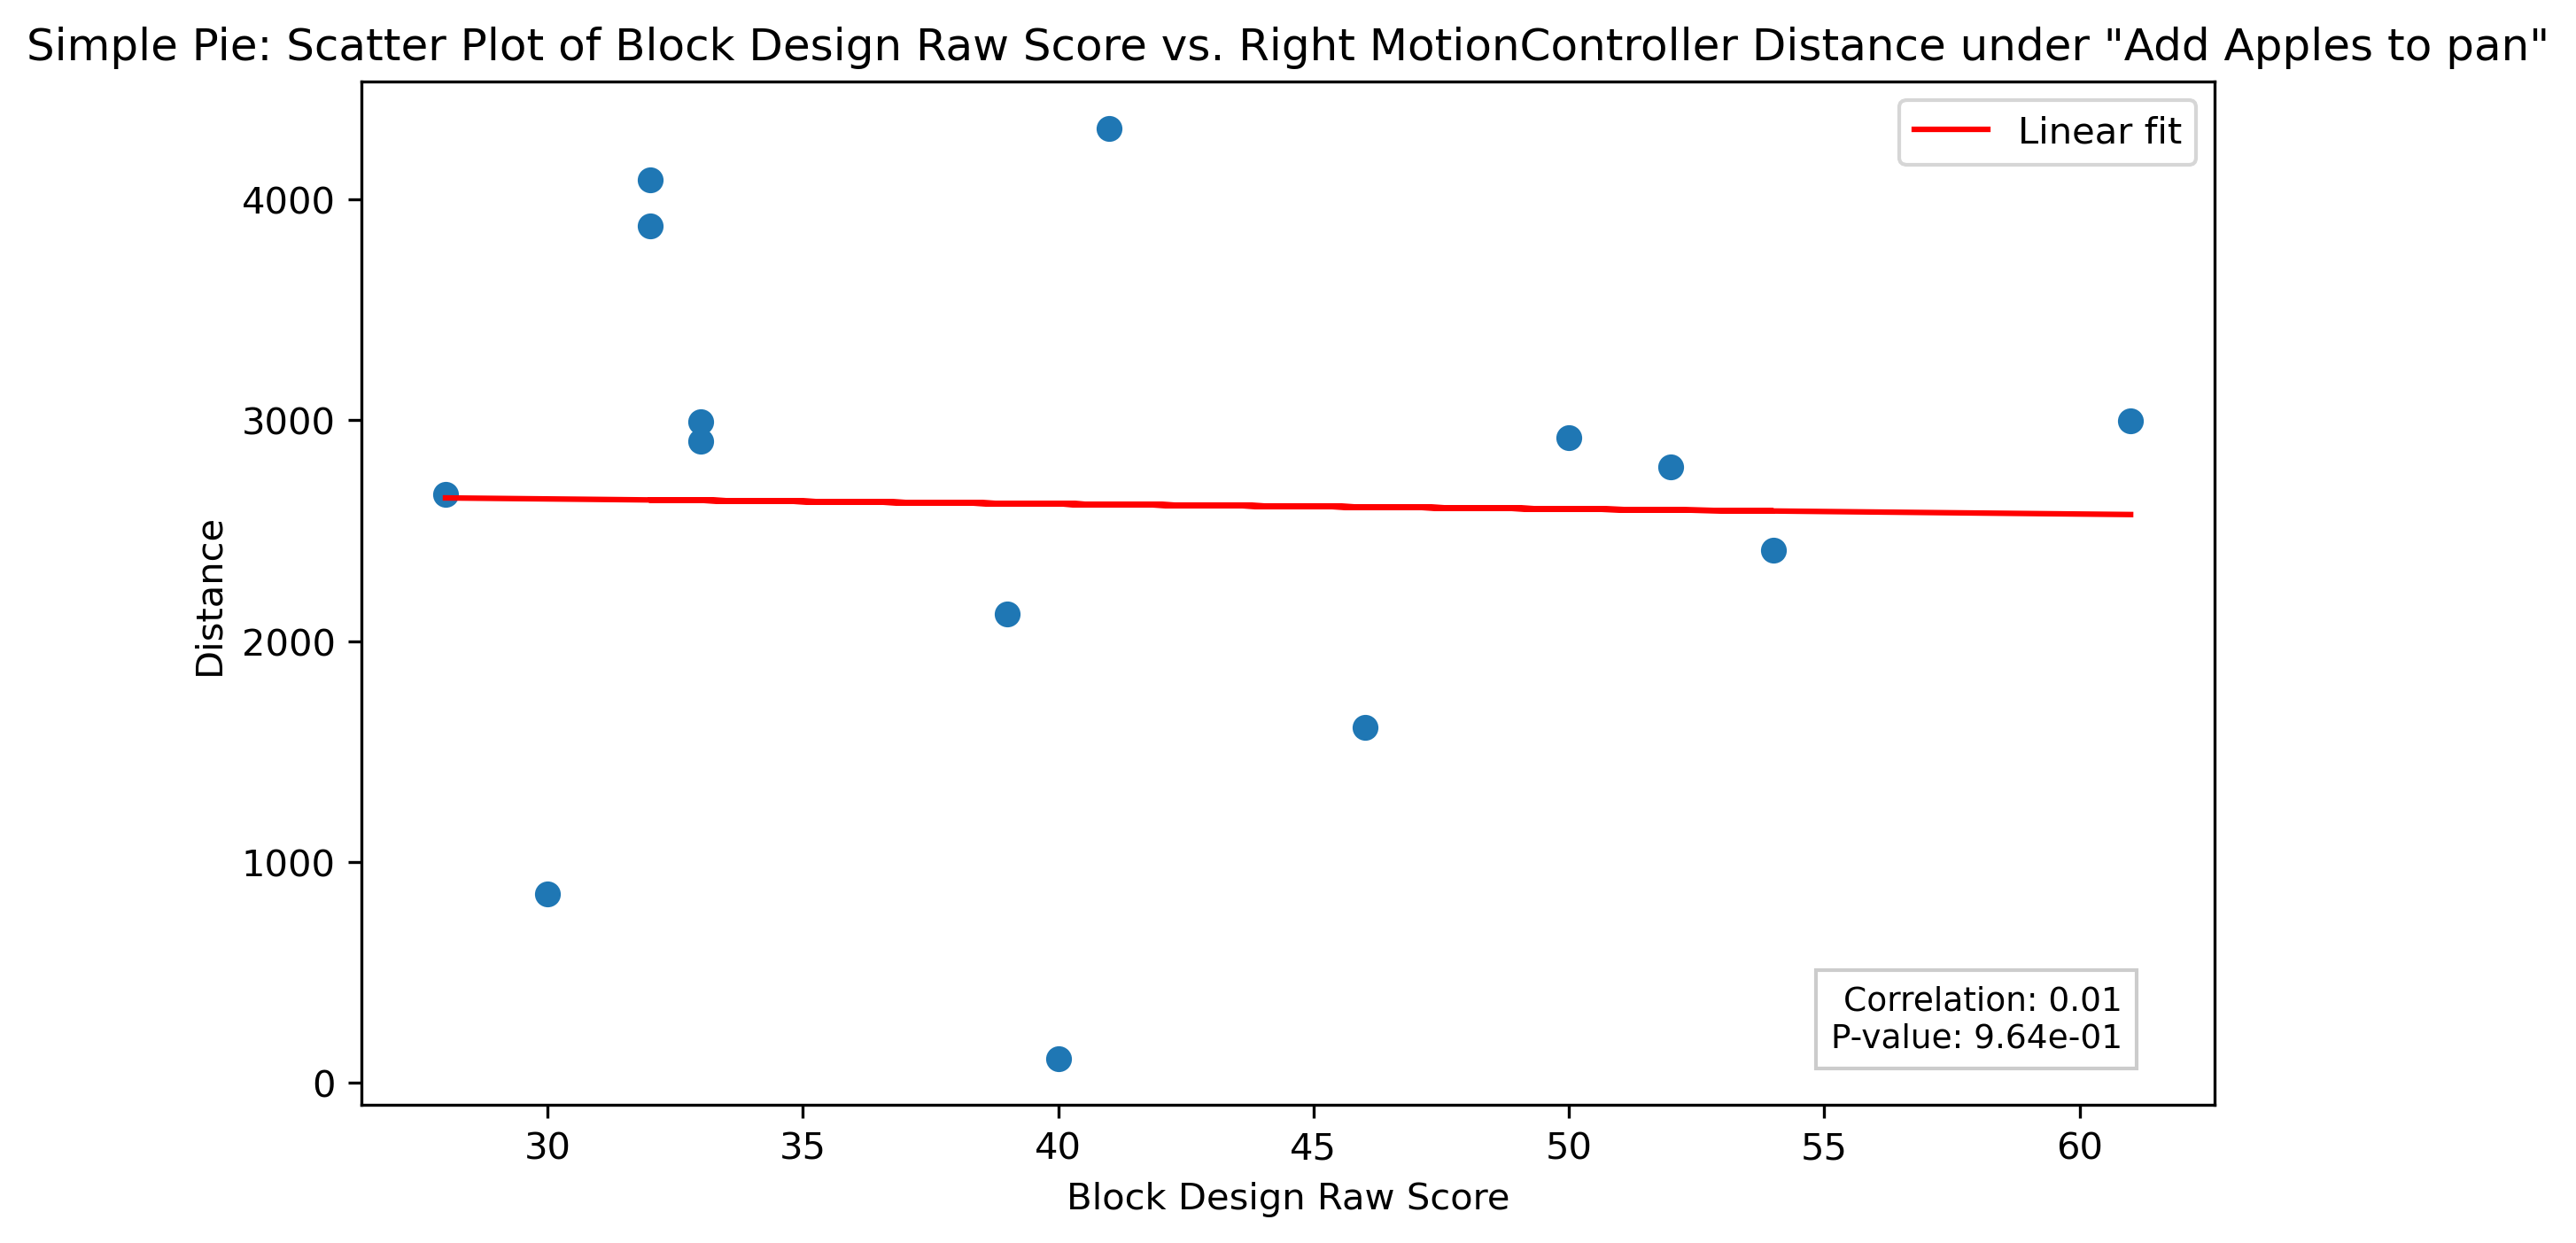 Simple Pie: Scatter Plot of Block Design Raw Score vs. Right MotionController Distance under "Add Apples to pan"
Linear fit
4000
3000
2000
1000
0
Distance
Correlation: 0.01
P-value: 9.64e-01
30 35 40 45 50 55 60
Block Design Raw Score